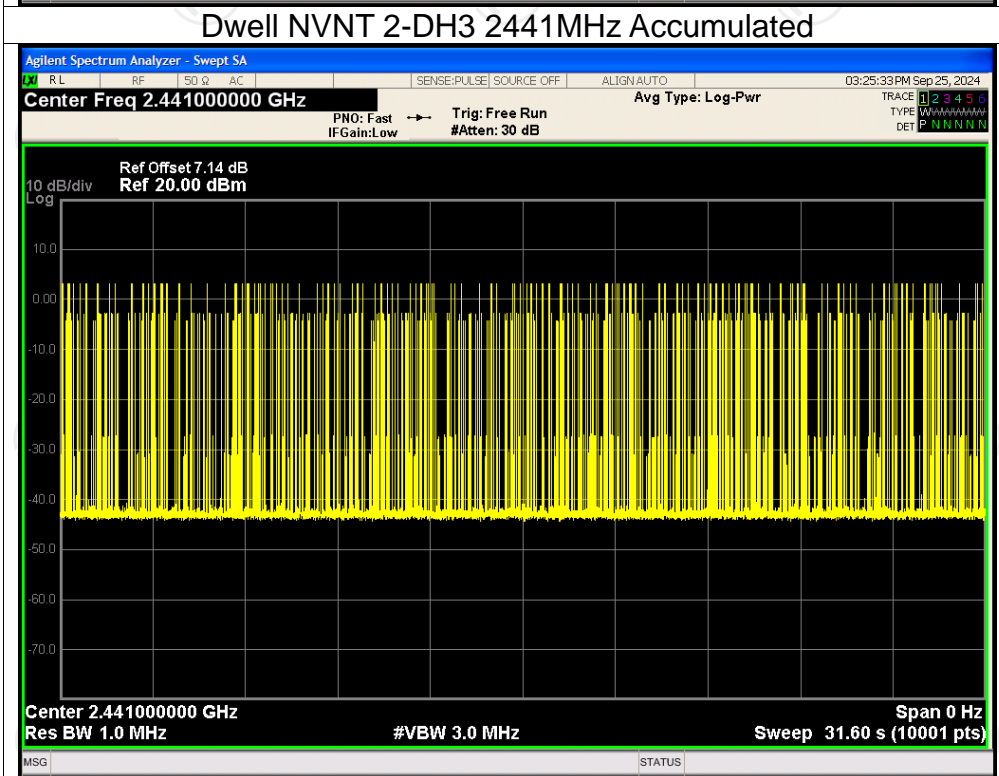 Dwell NVNT 2-DH3 2441MHz Accumulated
Agilent Spectrum Analyzer - Swept SA
LXI RL RF 50 Ω AC SENSE:PULSE SOURCE OFF ALIGN AUTO 03:25:33 PM Sep 25, 2024
Center Freq 2.441000000 GHz Avg Type: Log-Pwr TRACE 1 2 3 4 5 6
PNO: Fast Trig: Free Run TYPE WWWWWW
IFGain:Low #Atten: 30 dB DET P N N N N N
Ref Offset 7.14 dB
10 dB/div Ref 20.00 dBm
Log
10.0
0.00
-10.0
-20.0
-30.0
-40.0
-50.0
-60.0
-70.0
Center 2.441000000 GHz Span 0 Hz
Res BW 1.0 MHz #VBW 3.0 MHz Sweep 31.60 s (10001 pts)
MSG STATUS